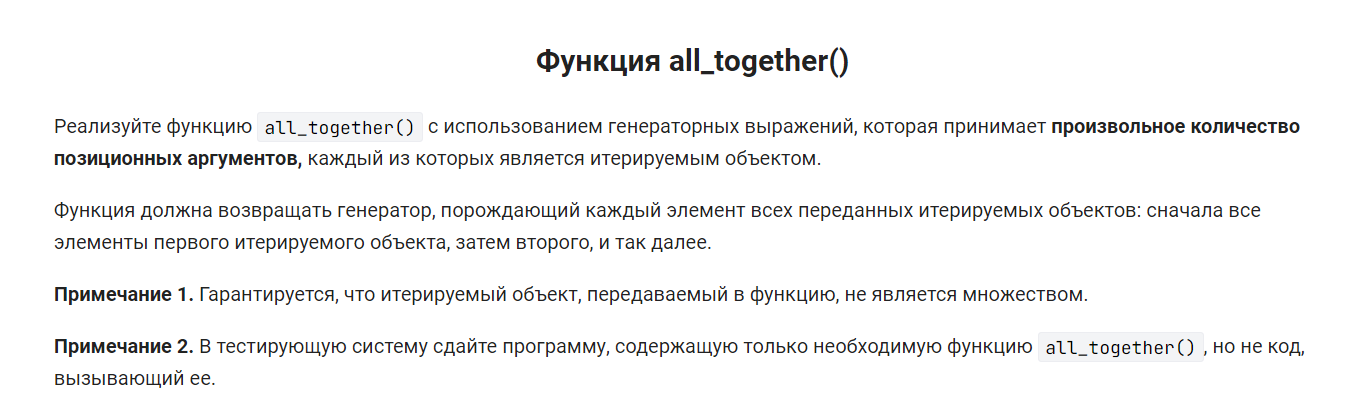 Функция all_together()
Реализуйте функцию all_together() с использованием генераторных выражений, которая принимает произвольное количество
позиционных аргументов, каждый из которых является итерируемым объектом.
Функция должна возвращать генератор, порождающий каждый элемент всех переданных итерируемых объектов: сначала все
элементы первого итерируемого объекта, затем второго, и так далее.
Примечание 1. Гарантируется, что итерируемый объект, передаваемый в функцию, не является множеством.
Примечание 2. В тестирующую систему сдайте программу, содержащую только необходимую функцию all_together(), но не код,
вызывающий ее.